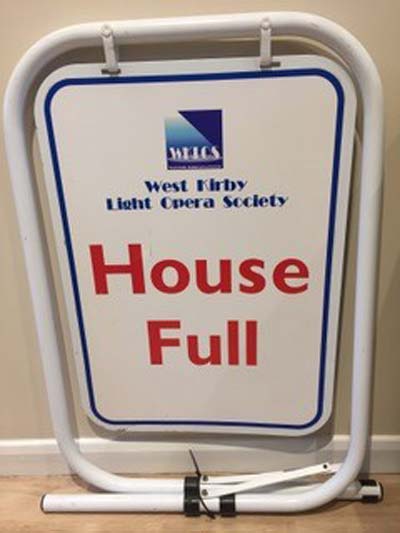 WKLOS
West Kirby
Light Opera Society
House
Full